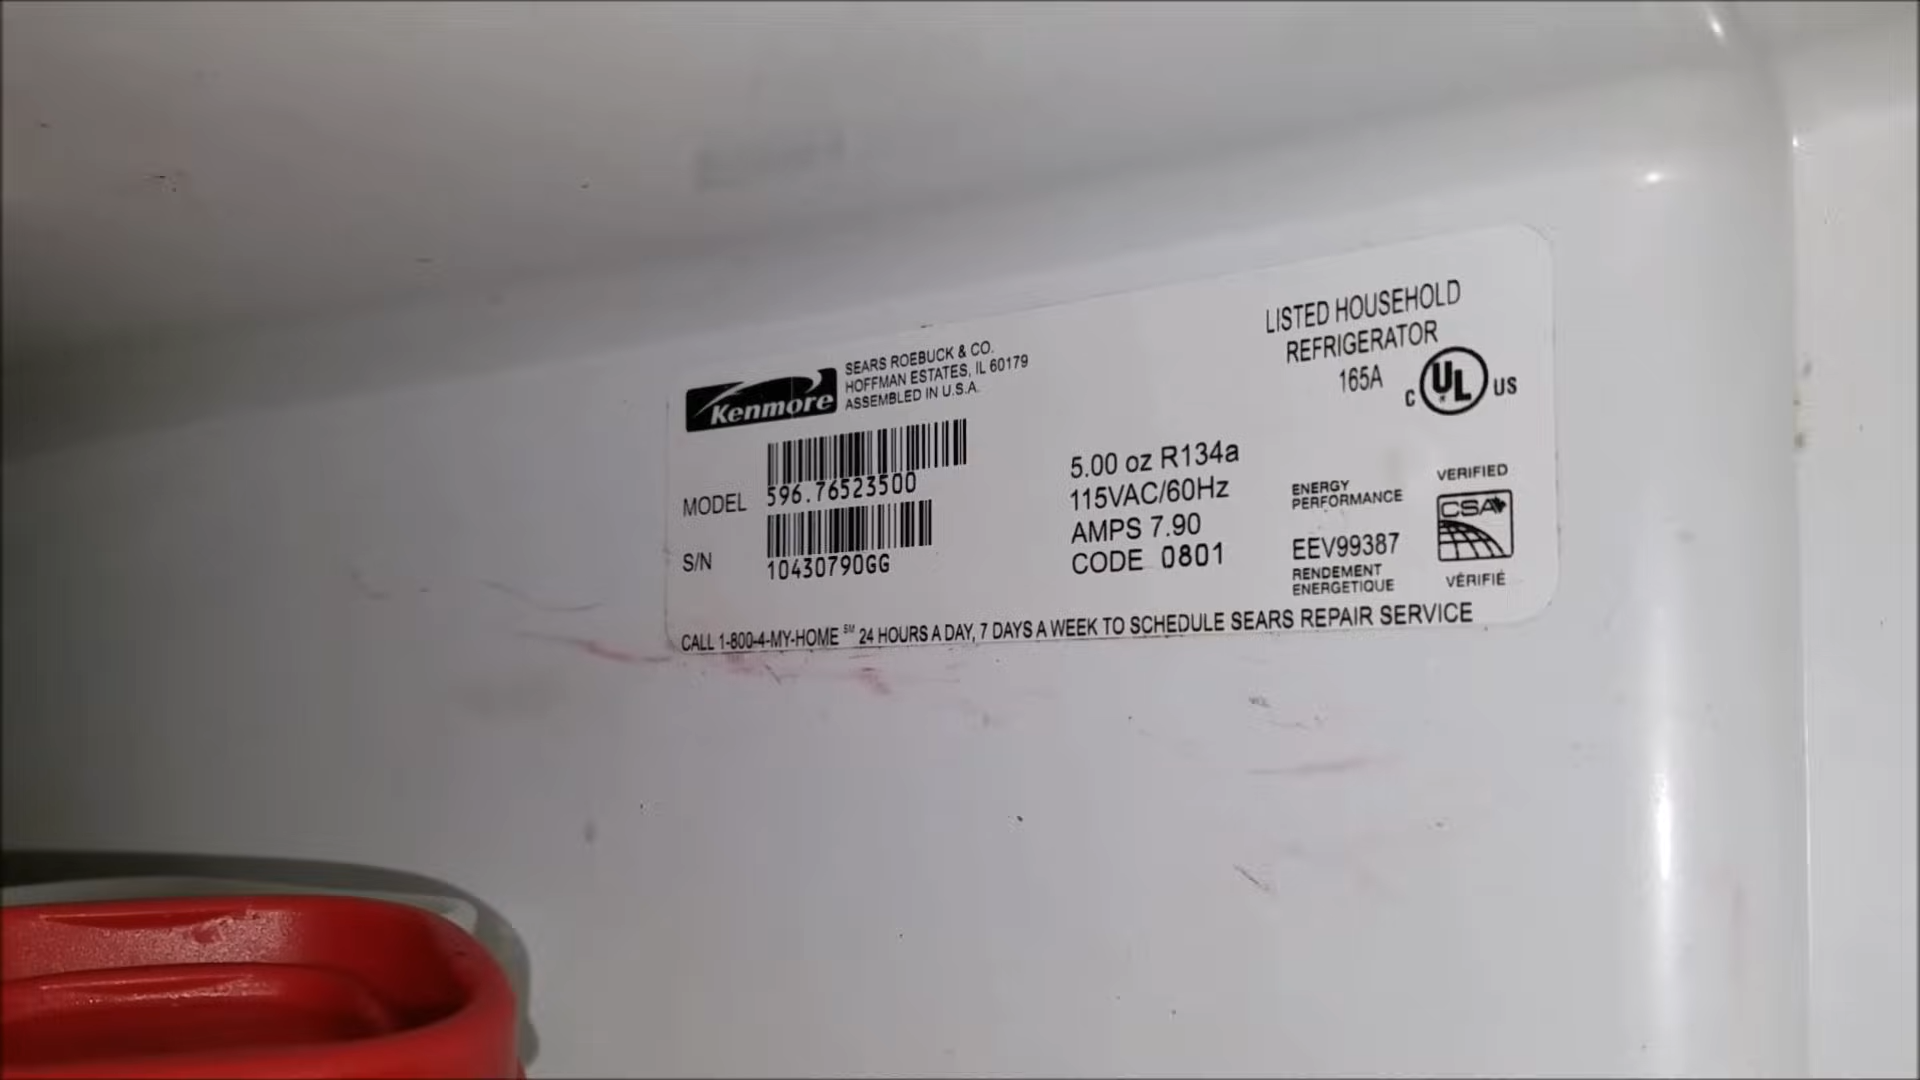 Kenmore
SEARS ROEBUCK & CO.
HOFFMAN ESTATES, IL 60179
ASSEMBLED IN U.S.A.
LISTED HOUSEHOLD
REFRIGERATOR
165A
C UL US
MODEL 596.76523500
S/N 10430790GG
5.00 oz R134a
115VAC/60Hz
AMPS 7.90
CODE 0801
ENERGY
PERFORMANCE
EEV99387
RENDEMENT
ENERGETIQUE
VERIFIED
CSA
VÉRIFIÉ
CALL 1-800-4-MY-HOME SM 24 HOURS A DAY, 7 DAYS A WEEK TO SCHEDULE SEARS REPAIR SERVICE